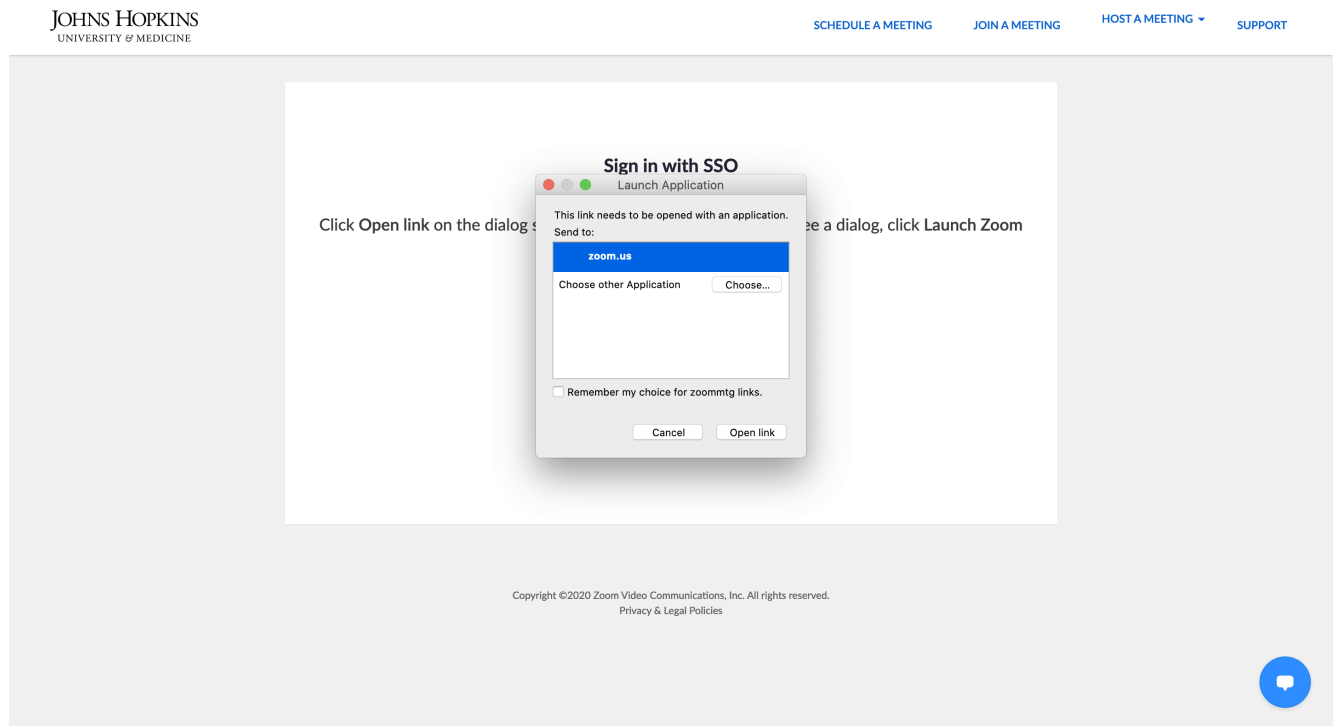 JOHNS HOPKINS
UNIVERSITY & MEDICINE
SCHEDULE A MEETING JOIN A MEETING HOST A MEETING SUPPORT
Sign in with SSO
Launch Application
Click Open link on the dialog s
ee a dialog, click Launch Zoom
This link needs to be opened with an application.
Send to:
zoom.us
Choose other Application Choose...
Remember my choice for zoommtg links.
Cancel Open link
Copyright ©2020 Zoom Video Communications, Inc. All rights reserved.
Privacy & Legal Policies